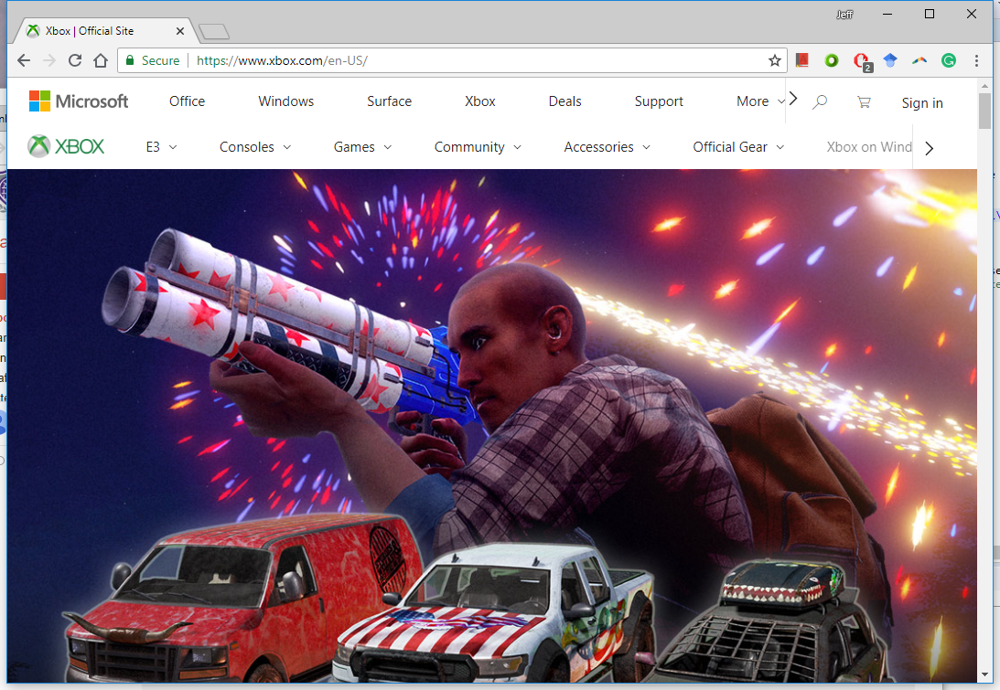 Jeff
Xbox | Official Site
Secure https://www.xbox.com/en-US/
2
Microsoft Office Windows Surface Xbox Deals Support More Sign in
XBOX E3 Consoles Games Community Accessories Official Gear Xbox on Wind